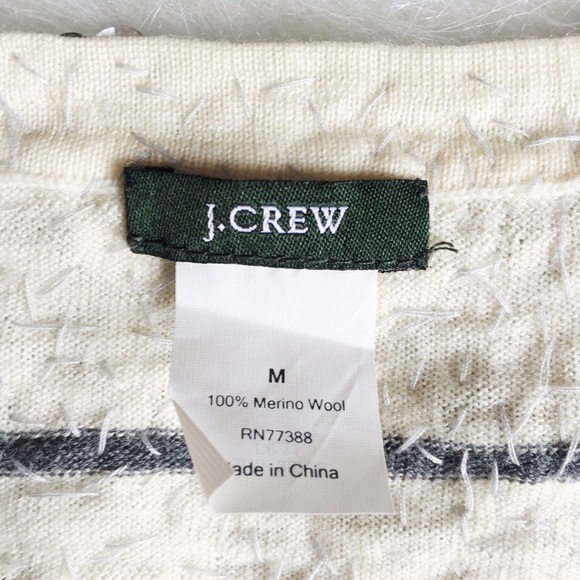 J.CREW
M
100% Merino Wool
RN77388
ade in China